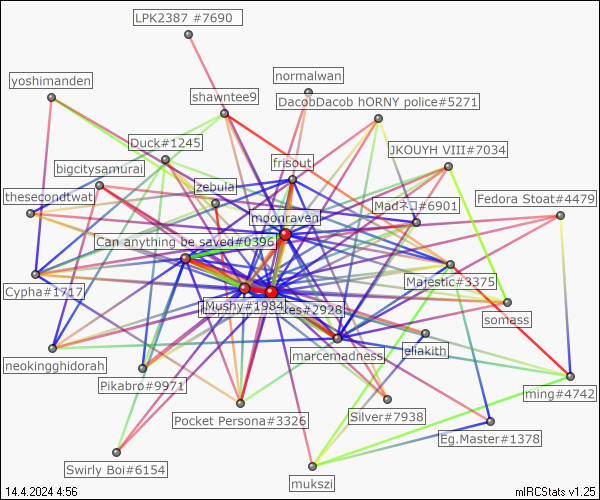 LPK2387 #7690
normalwan
yoshimanden
shawntee9
DacobDacob hORNY police#5271
Duck#1245
JKOUYH VIII#7034
frisout
bigcitysamurai
zebula
thesecondtwat
Madネコ#6901
Fedora Stoat#4479
moonraven
Can anything be saved#0396
Majestic#3375
Cypha#1717
Mushy#1984
kes#2928
somass
marcemadness
eliakith
neokingghidorah
Pikabro#9971
ming#4742
Pocket Persona#3326
Silver#7938
Eg.Master#1378
Swirly Boi#6154
mukszi
14.4.2024 4:56
mIRCStats v1.25